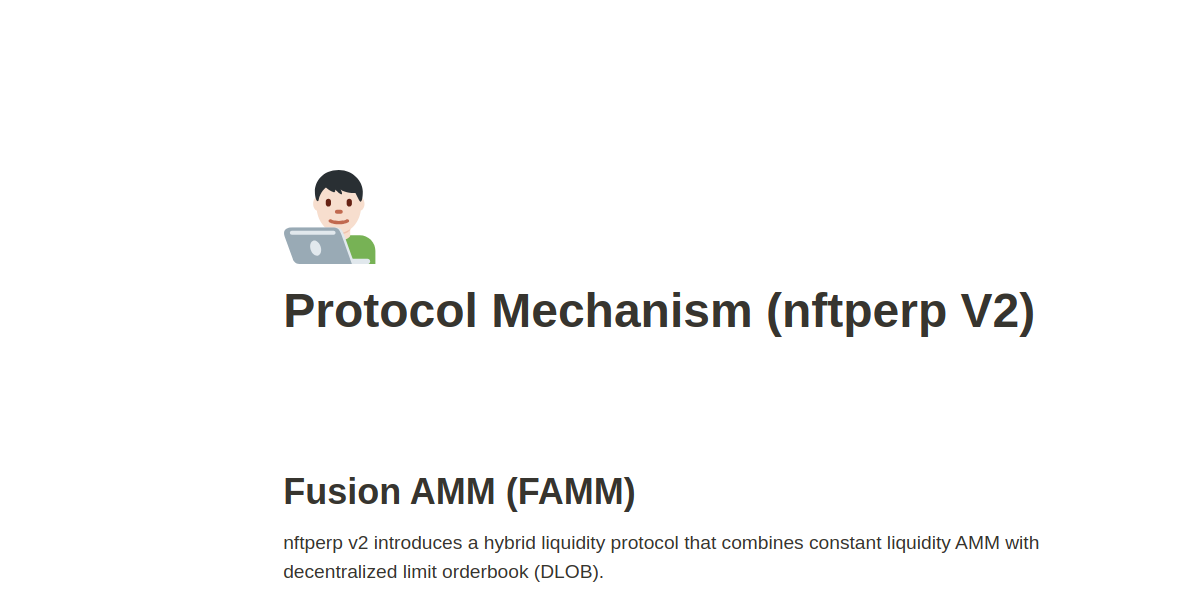 Protocol Mechanism (nftperp V2)
Fusion AMM (FAMM)
nftperp v2 introduces a hybrid liquidity protocol that combines constant liquidity AMM with
decentralized limit orderbook (DLOB).